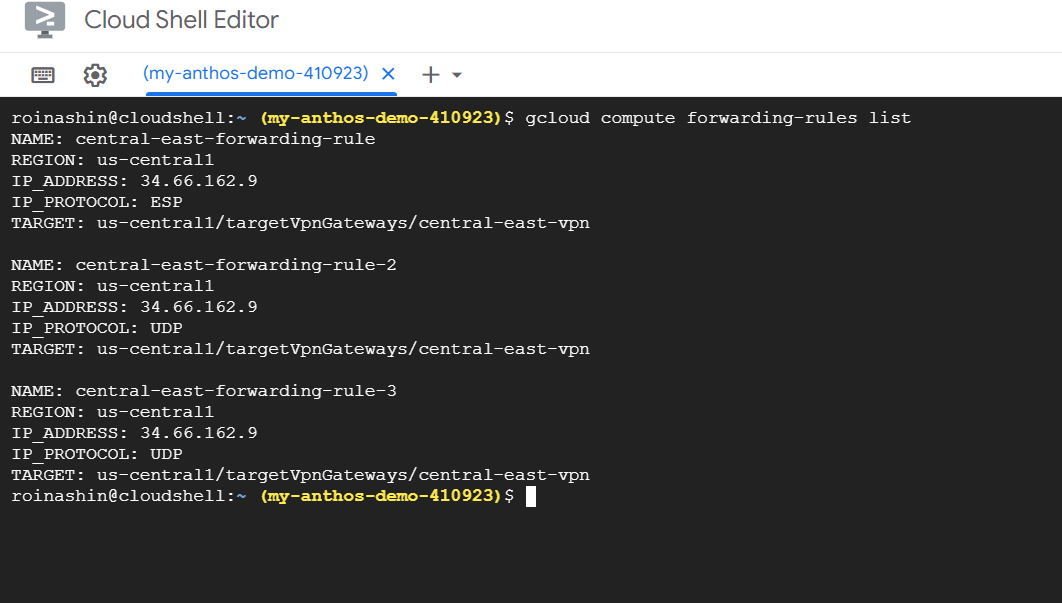 Cloud Shell Editor
(my-anthos-demo-410923)
roinashin@cloudshell:~ (my-anthos-demo-410923)$ gcloud compute forwarding-rules list
NAME: central-east-forwarding-rule
REGION: us-central1
IP_ADDRESS: 34.66.162.9
IP_PROTOCOL: ESP
TARGET: us-central1/targetVpnGateways/central-east-vpn
NAME: central-east-forwarding-rule-2
REGION: us-central1
IP_ADDRESS: 34.66.162.9
IP_PROTOCOL: UDP
TARGET: us-central1/targetVpnGateways/central-east-vpn
NAME: central-east-forwarding-rule-3
REGION: us-central1
IP_ADDRESS: 34.66.162.9
IP_PROTOCOL: UDP
TARGET: us-central1/targetVpnGateways/central-east-vpn
roinashin@cloudshell:~ (my-anthos-demo-410923)$